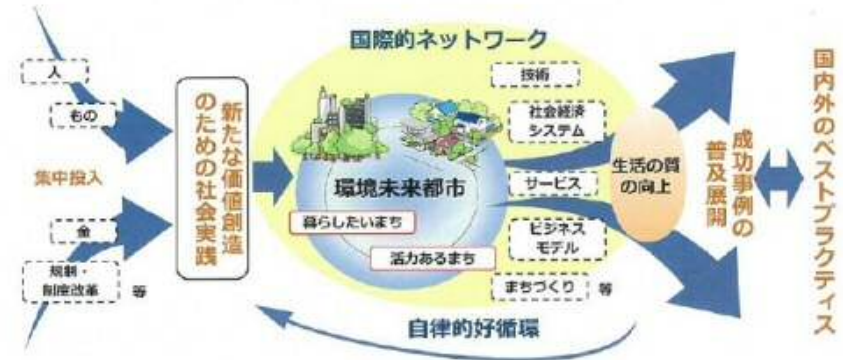 国際的ネットワーク
人
もの
集中投入
金
規制・
制度改革 等
新たな価値創造
のための社会実践
環境未来都市
暮らしたいまち
活力あるまち
技術
社会経済
システム
サービス
ビジネス
モデル
まちづくり 等
生活の質
の向上
成功事例の
普及展開
国内外のベストプラクティス
自律的好循環